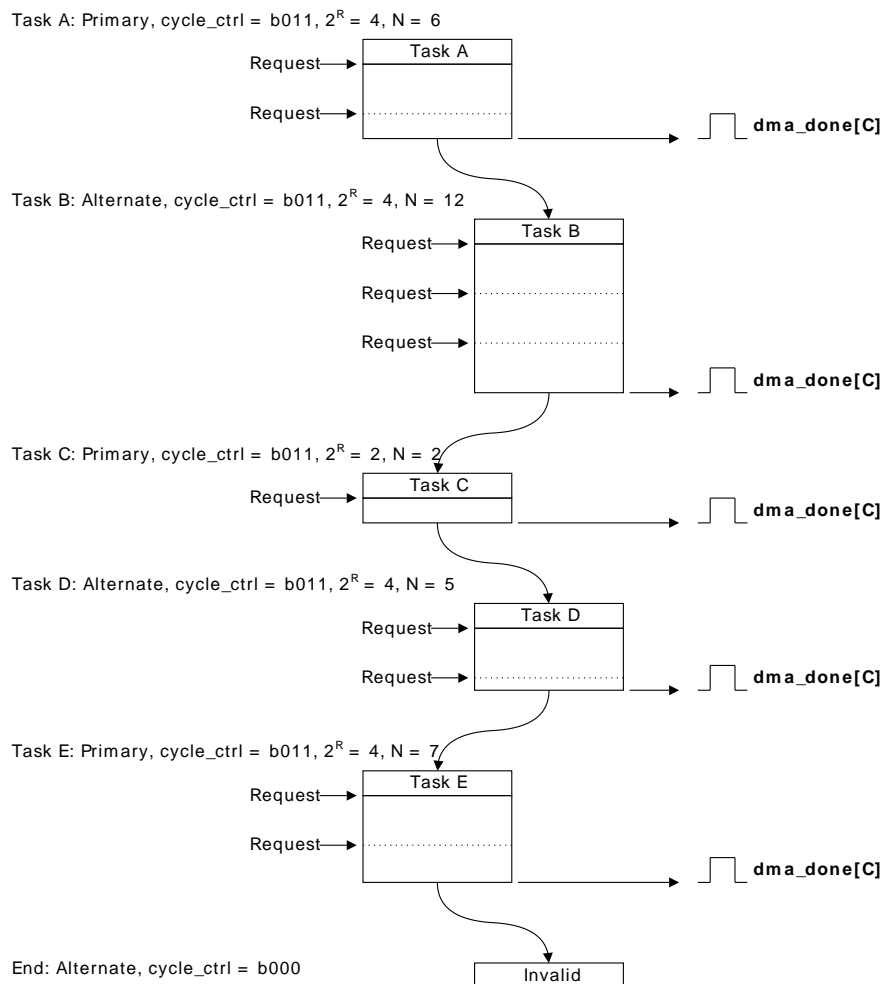 Task A: Primary, cycle_ctrl = b011, 2^R = 4, N = 6
Task A
Request
Request
dma_done[C]
Task B: Alternate, cycle_ctrl = b011, 2^R = 4, N = 12
Task B
Request
Request
Request
dma_done[C]
Task C: Primary, cycle_ctrl = b011, 2^R = 2, N = 2
Task C
Request
dma_done[C]
Task D: Alternate, cycle_ctrl = b011, 2^R = 4, N = 5
Task D
Request
Request
dma_done[C]
Task E: Primary, cycle_ctrl = b011, 2^R = 4, N = 7
Task E
Request
Request
dma_done[C]
End: Alternate, cycle_ctrl = b000
Invalid